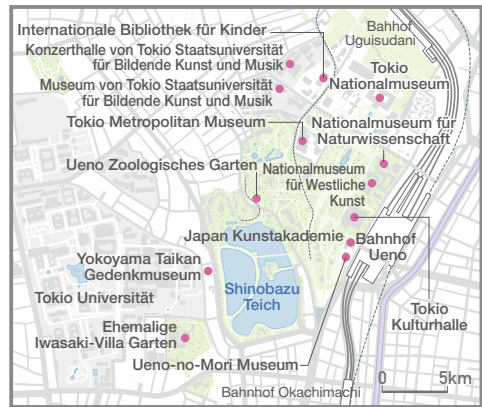 Internationale Bibliothek für Kinder
Bahnhof
Uguisudani
Konzerthalle von Tokio Staatsuniversität
für Bildende Kunst und Musik
Tokio
Nationalmuseum
Museum von Tokio Staatsuniversität
für Bildende Kunst und Musik
Tokio Metropolitan Museum
Nationalmuseum für
Naturwissenschaft
Ueno Zoologisches Garten
Nationalmuseum
für Westliche
Kunst
Japan Kunstakademie
Bahnhof
Ueno
Yokoyama Taikan
Gedenkmuseum
Tokio Universität
Shinobazu
Teich
Tokio
Kulturhalle
Ehemalige
Iwasaki-Villa Garten
Ueno-no-Mori Museum
Bahnhof Okachimachi
0 5km